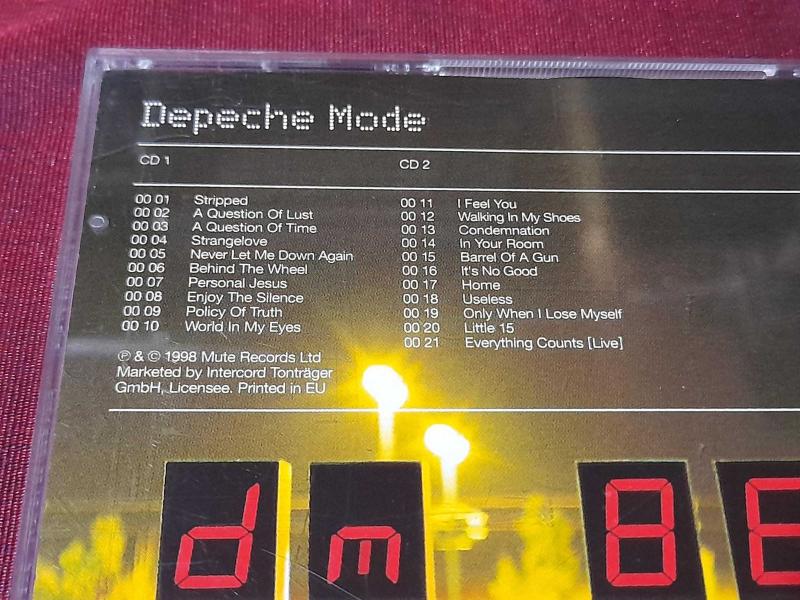 Depeche Mode
CD 1
00 01 Stripped
00 02 A Question Of Lust
00 03 A Question Of Time
00 04 Strangelove
00 05 Never Let Me Down Again
00 06 Behind The Wheel
00 07 Personal Jesus
00 08 Enjoy The Silence
00 09 Policy Of Truth
00 10 World In My Eyes
CD 2
00 11 I Feel You
00 12 Walking In My Shoes
00 13 Condemnation
00 14 In Your Room
00 15 Barrel Of A Gun
00 16 It's No Good
00 17 Home
00 18 Useless
00 19 Only When I Lose Myself
00 20 Little 15
00 21 Everything Counts [Live]
℗ & © 1998 Mute Records Ltd
Marketed by Intercord Tonträger
GmbH, Licensee. Printed in EU
dm 8